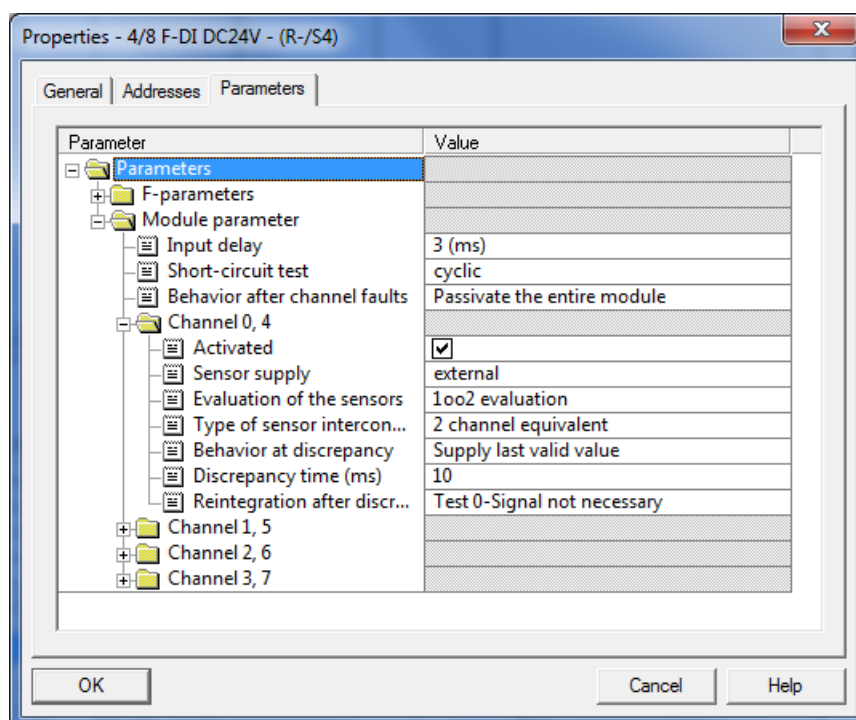 Properties - 4/8 F-DI DC24V - (R-/S4)
General Addresses Parameters
Parameter Value
Parameters
F-parameters
Module parameter
Input delay 3 (ms)
Short-circuit test cyclic
Behavior after channel faults Passivate the entire module
Channel 0, 4
Activated
Sensor supply external
Evaluation of the sensors 1oo2 evaluation
Type of sensor intercon... 2 channel equivalent
Behavior at discrepancy Supply last valid value
Discrepancy time (ms) 10
Reintegration after discr... Test 0-Signal not necessary
Channel 1, 5
Channel 2, 6
Channel 3, 7
OK Cancel Help